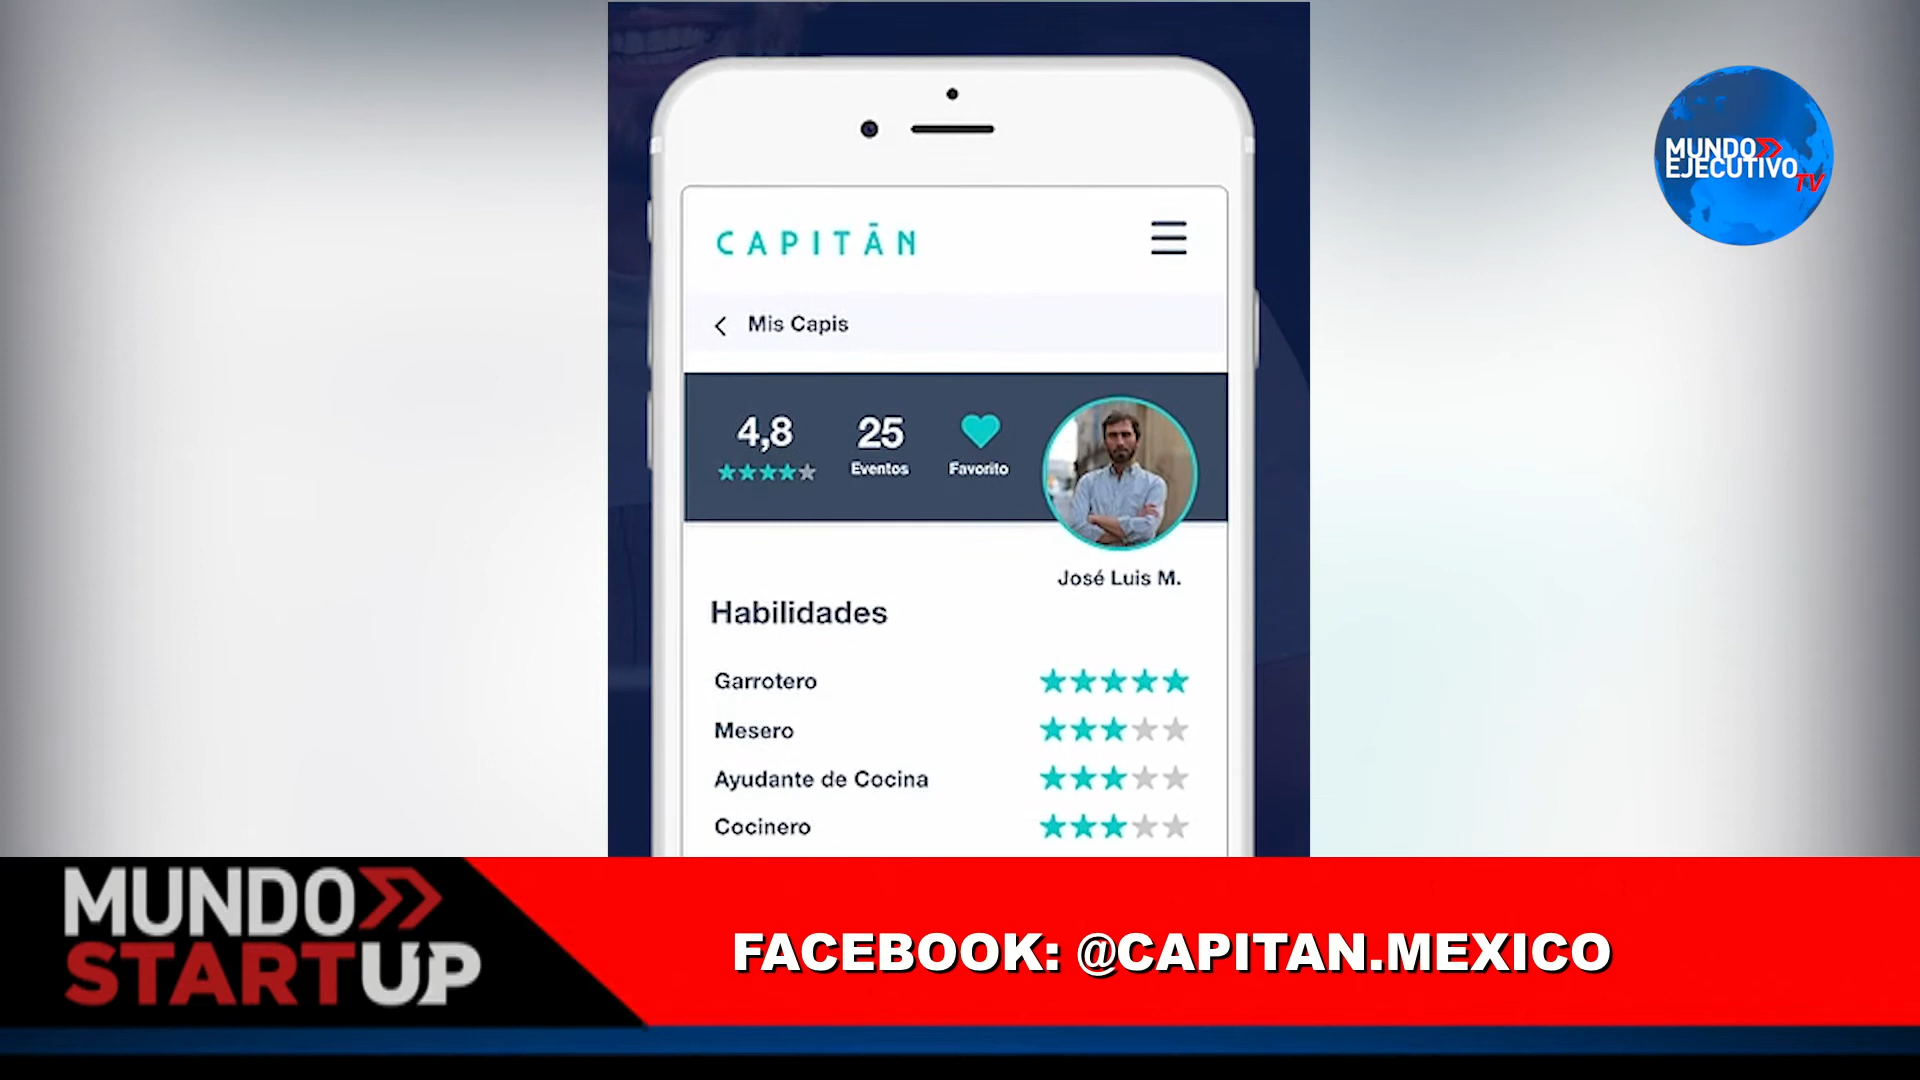 MUNDO
EJECUTIVO
TV
CAPITÁN
Mis Capis
4,8
25
Eventos
Favorito
José Luis M.
Habilidades
Garrotero
Mesero
Ayudante de Cocina
Cocinero
MUNDO
STARTUP
FACEBOOK: @CAPITAN.MEXICO